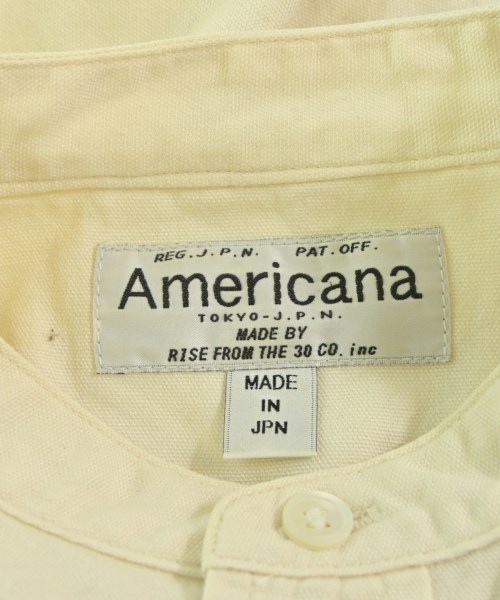 REG.J.P.N. PAT.OFF.
Americana
TOKYO-J.P.N.
MADE BY
RISE FROM THE 30 CO. inc
MADE
IN
JPN